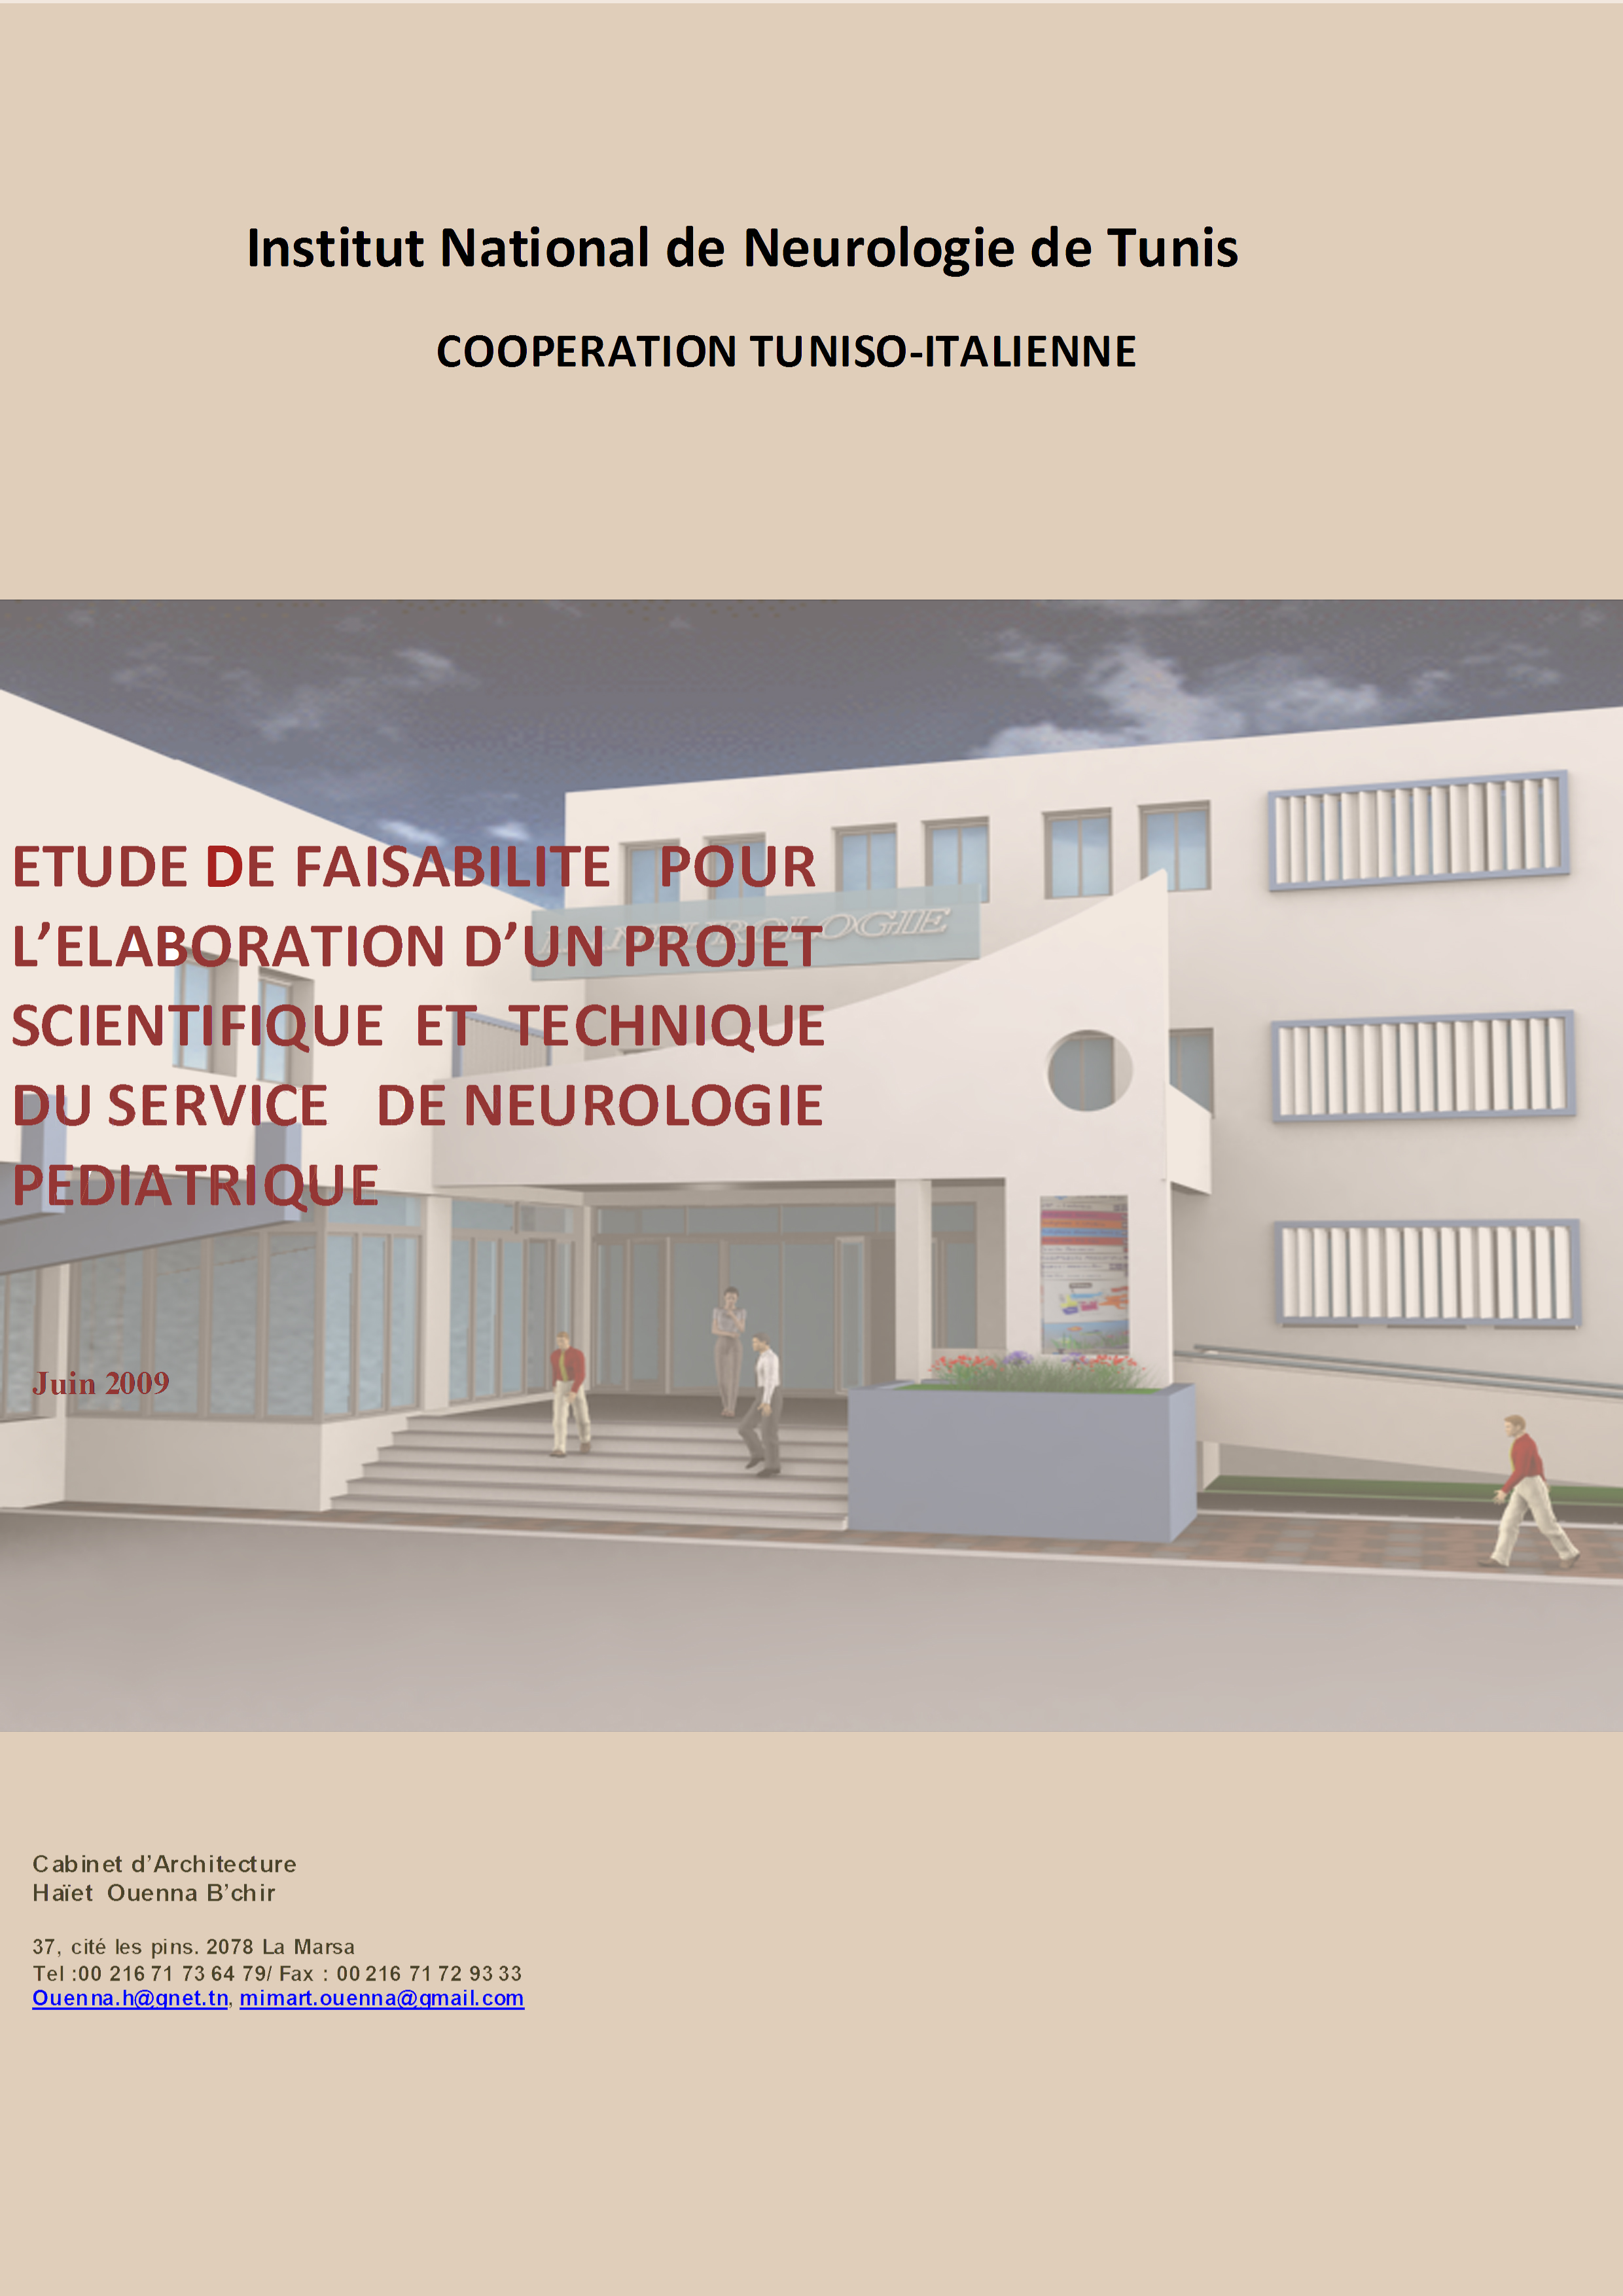 Institut National de Neurologie de Tunis
COOPERATION TUNISO-ITALIENNE
ETUDE DE FAISABILITE POUR
L’ELABORATION D’UN PROJET
SCIENTIFIQUE ET TECHNIQUE
DU SERVICE DE NEUROLOGIE
PEDIATRIQUE
Juin 2009
Cabinet d’Architecture
Haïet Ouenna B’chir
37, cité les pins. 2078 La Marsa
Tel :00 216 71 73 64 79/ Fax : 00 216 71 72 93 33
Ouenna.h@gnet.tn, mimart.ouenna@gmail.com